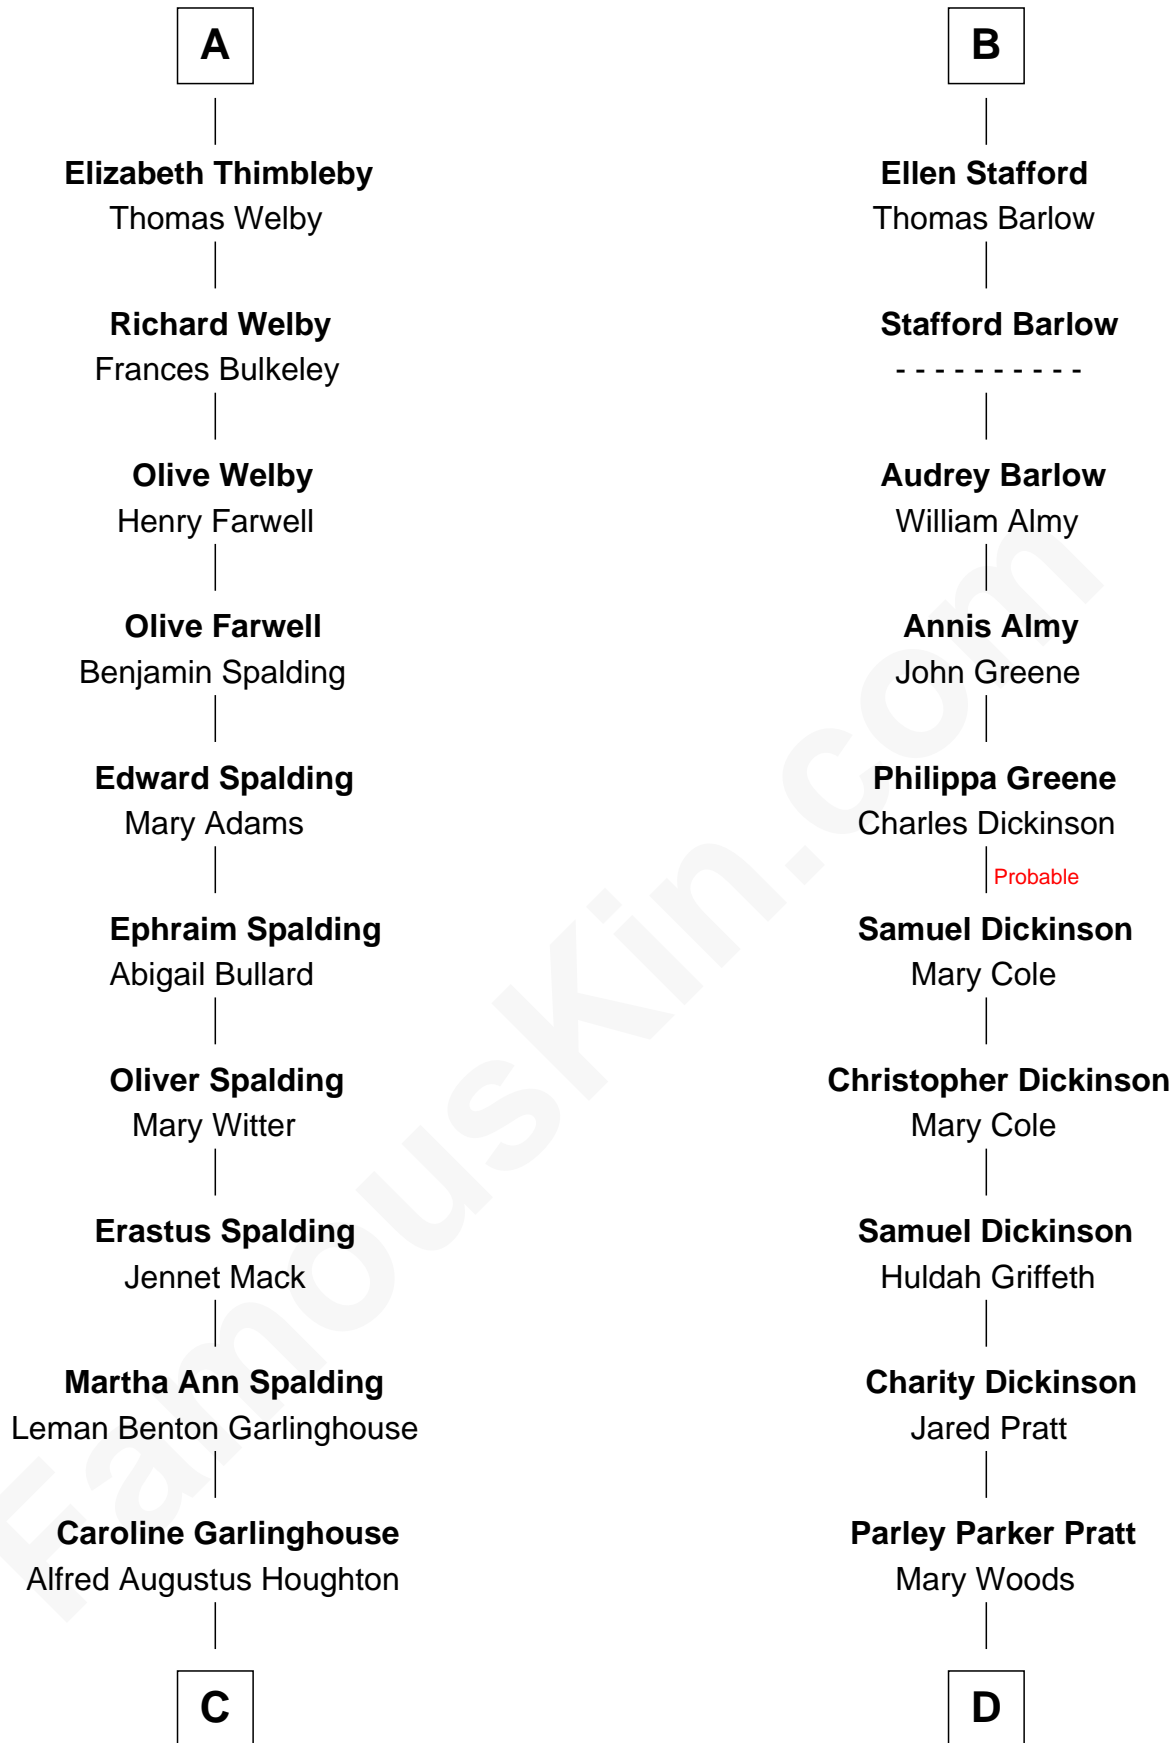 A
Elizabeth Thimbleby
Thomas Welby
Richard Welby
Frances Bulkeley
Olive Welby
Henry Farwell
Olive Farwell
Benjamin Spalding
Edward Spalding
Mary Adams
Ephraim Spalding
Abigail Bullard
Oliver Spalding
Mary Witter
Erastus Spalding
Jennet Mack
Martha Ann Spalding
Leman Benton Garlinghouse
Caroline Garlinghouse
Alfred Augustus Houghton
C
B
Ellen Stafford
Thomas Barlow
Stafford Barlow
- - - - - - - - - -
Audrey Barlow
William Almy
Annis Almy
John Greene
Philippa Greene
Charles Dickinson
Probable
Samuel Dickinson
Mary Cole
Christopher Dickinson
Mary Cole
Samuel Dickinson
Huldah Griffeth
Charity Dickinson
Jared Pratt
Parley Parker Pratt
Mary Woods
D
FamousKin.com